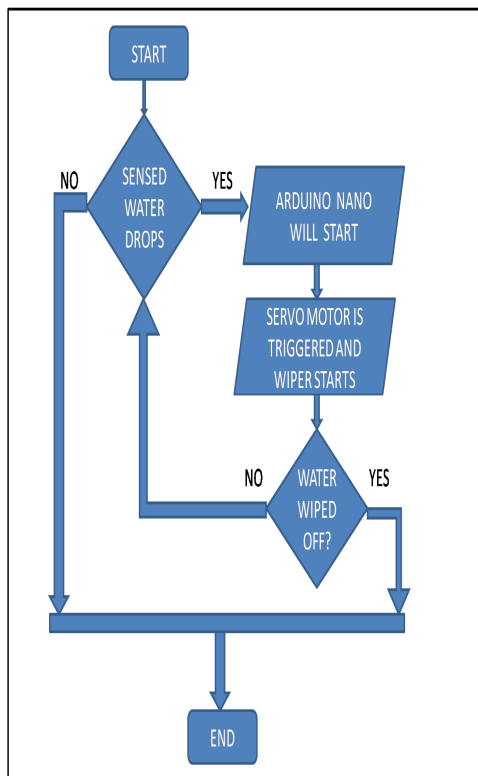 START
NO
SENSED
WATER
DROPS
YES
ARDUINO NANO
WILL START
SERVO MOTOR IS
TRIGGERED AND
WIPER STARTS
NO
WATER
WIPED
OFF?
YES
END